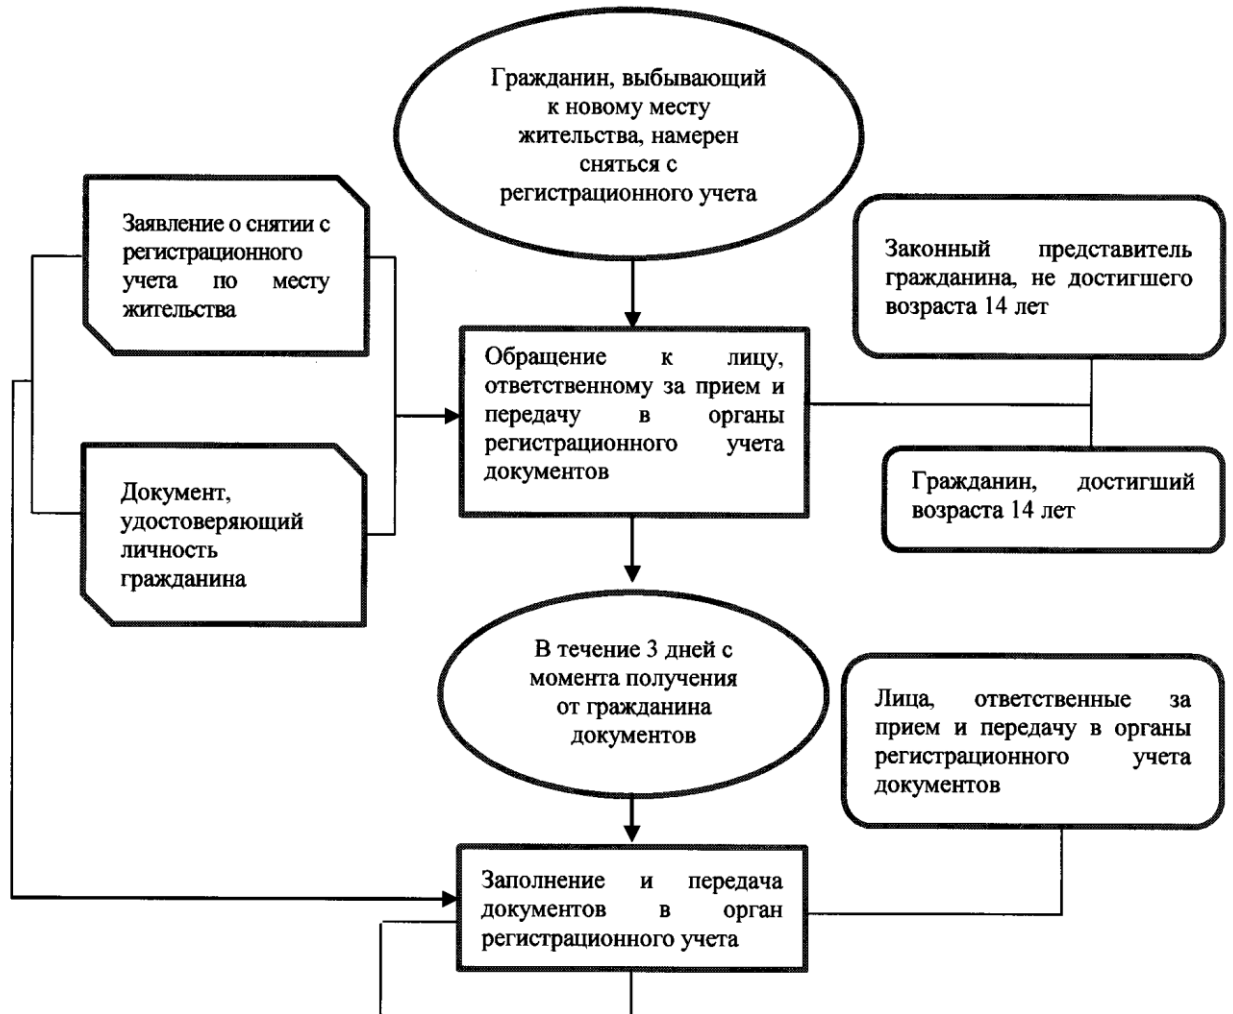 Гражданин, выбывающий
к новому месту
жительства, намерен
сняться с
регистрационного учета
Заявление о снятии с
регистрационного
учета по месту
жительства
Законный представитель
гражданина, не достигшего
возраста 14 лет
Обращение к лицу,
ответственному за прием и
передачу в органы
регистрационного учета
документов
Гражданин, достигший
возраста 14 лет
Документ,
удостоверяющий
личность
гражданина
В течение 3 дней с
момента получения
от гражданина
документов
Лица, ответственные за
прием и передачу в органы
регистрационного учета
документов
Заполнение и передача
документов в орган
регистрационного учета